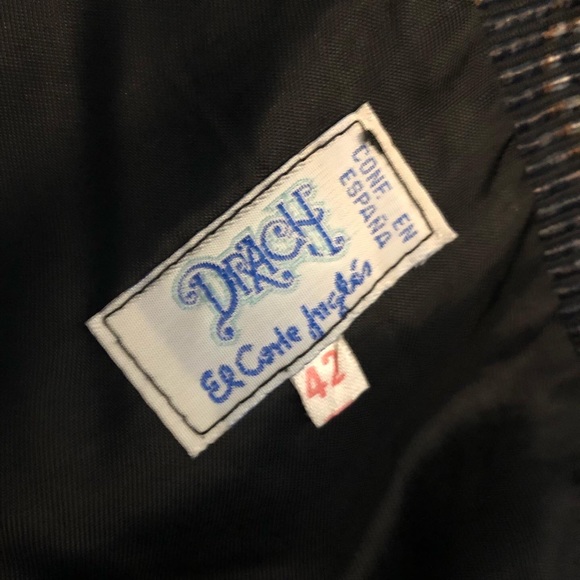 DRACH
El Corte Inglés
CONF. EN
ESPAÑA
42